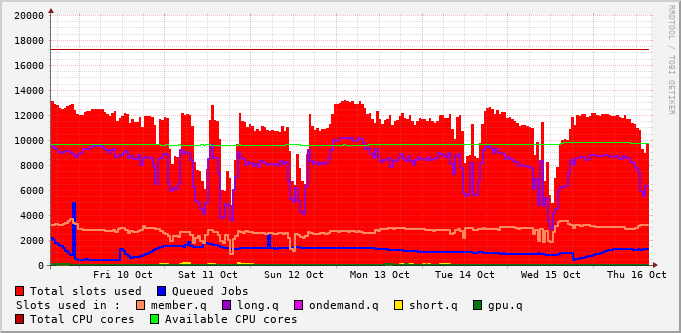 20000
18000
16000
14000
12000
10000
8000
6000
4000
2000
0
Fri 10 Oct Sat 11 Oct Sun 12 Oct Mon 13 Oct Tue 14 Oct Wed 15 Oct Thu 16 Oct
Total slots used Queued Jobs
Slots used in : member.q long.q ondemand.q short.q gpu.q
Total CPU cores Available CPU cores
RRDTOOL / TOBI OETIKER